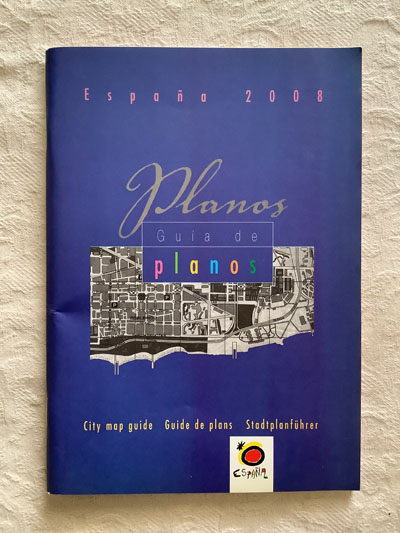 España 2008
Planos
Guía de
planos
City map guide Guide de plans Stadtplanführer
ESPAÑA